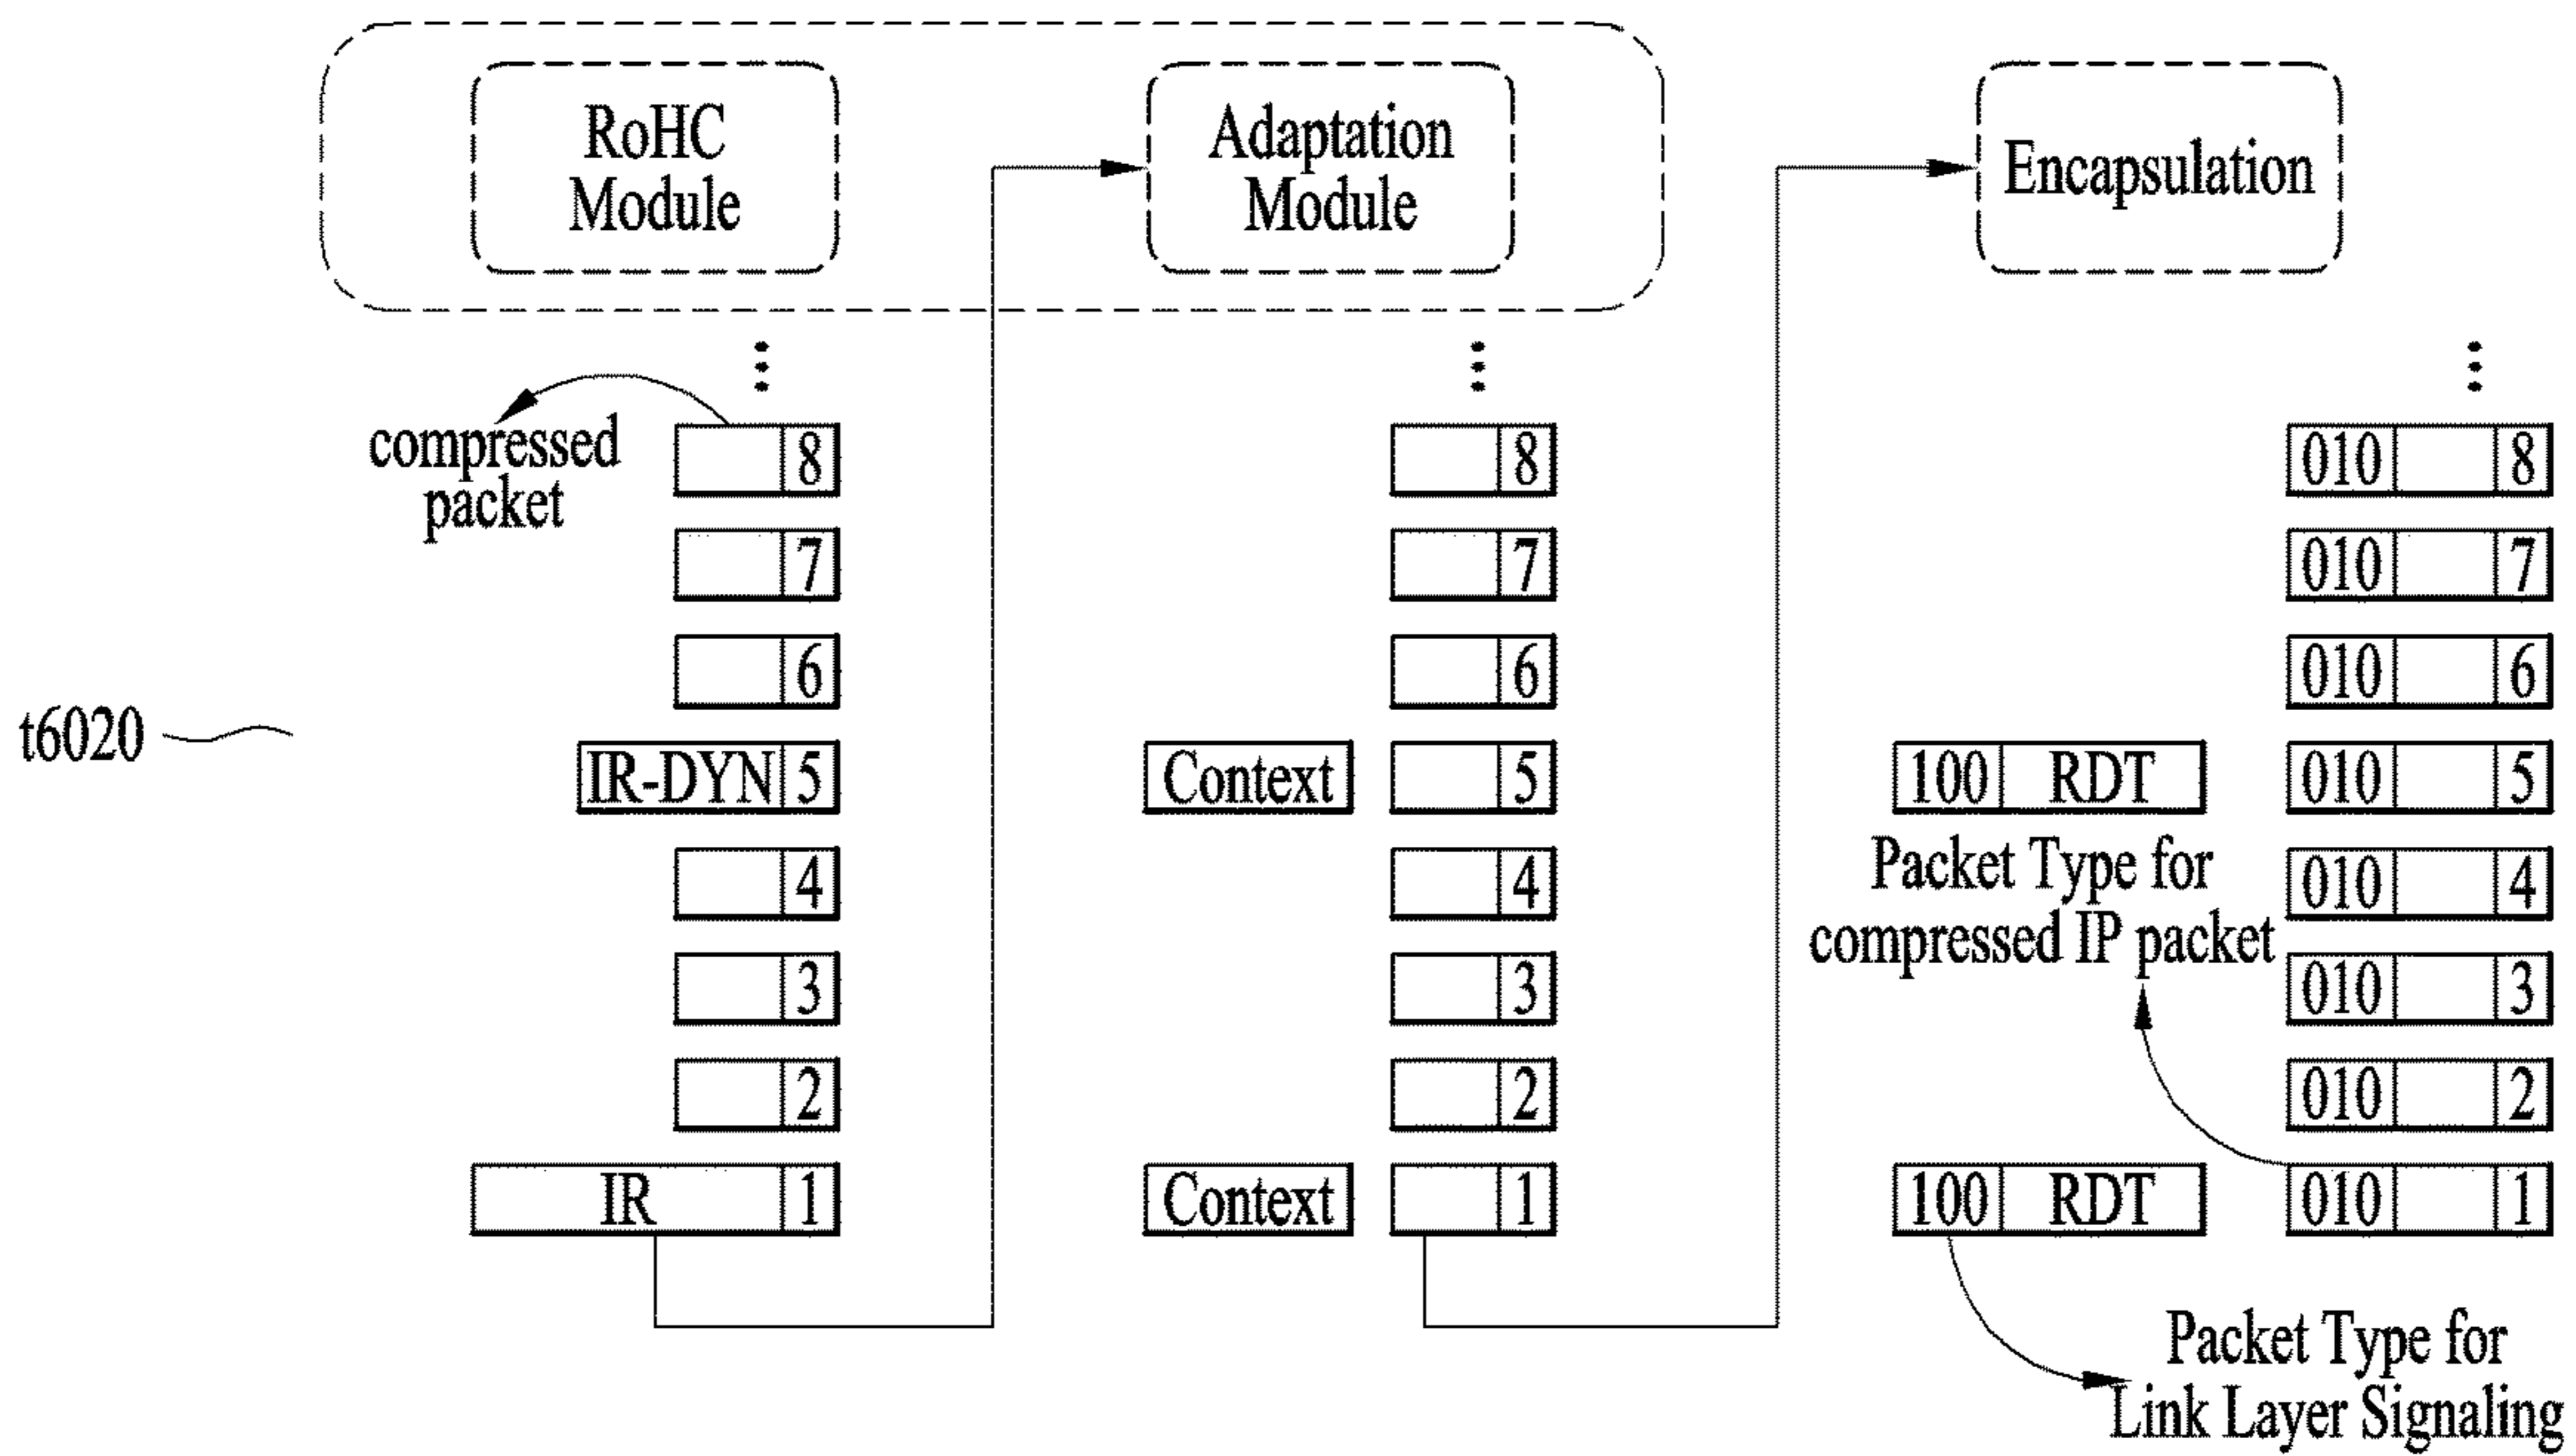 RoHC
Module
Adaptation
Module
Encapsulation
compressed
packet
8
8
010 8
7
7
010 7
6
6
010 6
t6020
IR-DYN 5
Context 5
100 RDT 010 5
4
4
Packet Type for
compressed IP packet
010 4
3
3
010 3
2
2
010 2
IR 1
Context 1
100 RDT 010 1
Packet Type for
Link Layer Signaling